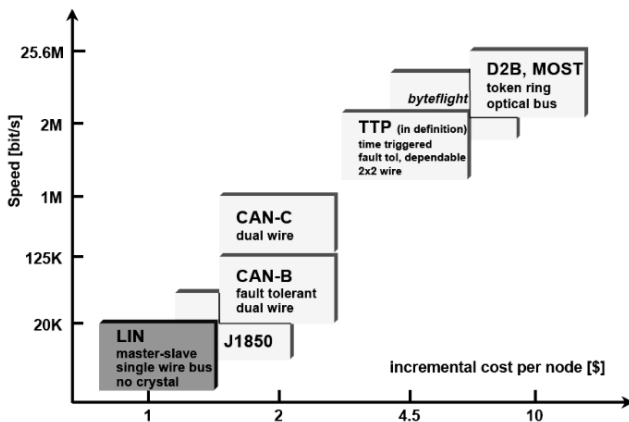 25.6M
D2B, MOST
token ring
optical bus
byteflight
2M
TTP (in definition)
time triggered
fault tol, dependable
2x2 wire
Speed [bit/s]
1M
CAN-C
dual wire
125K
CAN-B
fault tolerant
dual wire
20K
LIN
master-slave
single wire bus
no crystal
J1850
incremental cost per node [$]
1
2
4.5
10